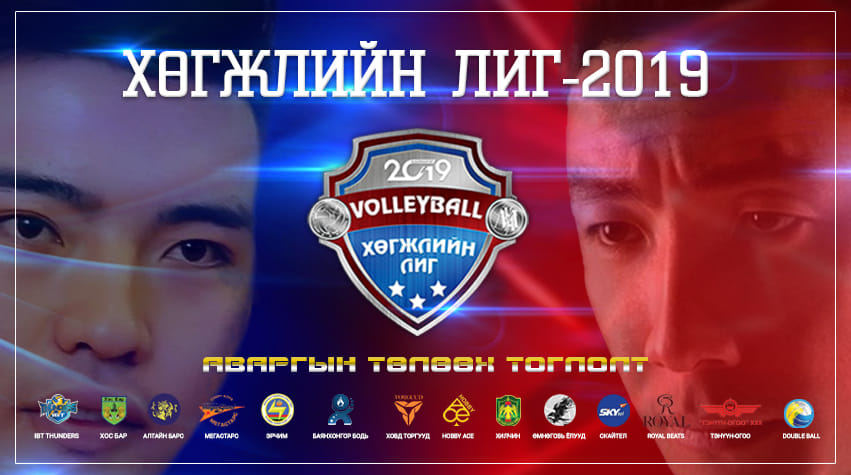 ХӨГЖЛИЙН ЛИГ-2019
2019
VOLLEYBALL
ХӨГЖЛИЙН
ЛИГ
АВАРГЫН ТӨЛӨӨХ ТОГЛОЛТ
IBT THUNDERS ХОС БАР АЛТАЙН БАРС МЕГАСТАРС ЭРЧИМ БАЯНХОНГОР БОДЬ ХОВД ТОРГУУД HOBBY ACE ХИЛЧИН ӨМНӨГОВЬ ЁЛУУД СКАЙТЕЛ ROYAL BEATS ТЭНҮҮН-ОГОО DOUBLE BALL